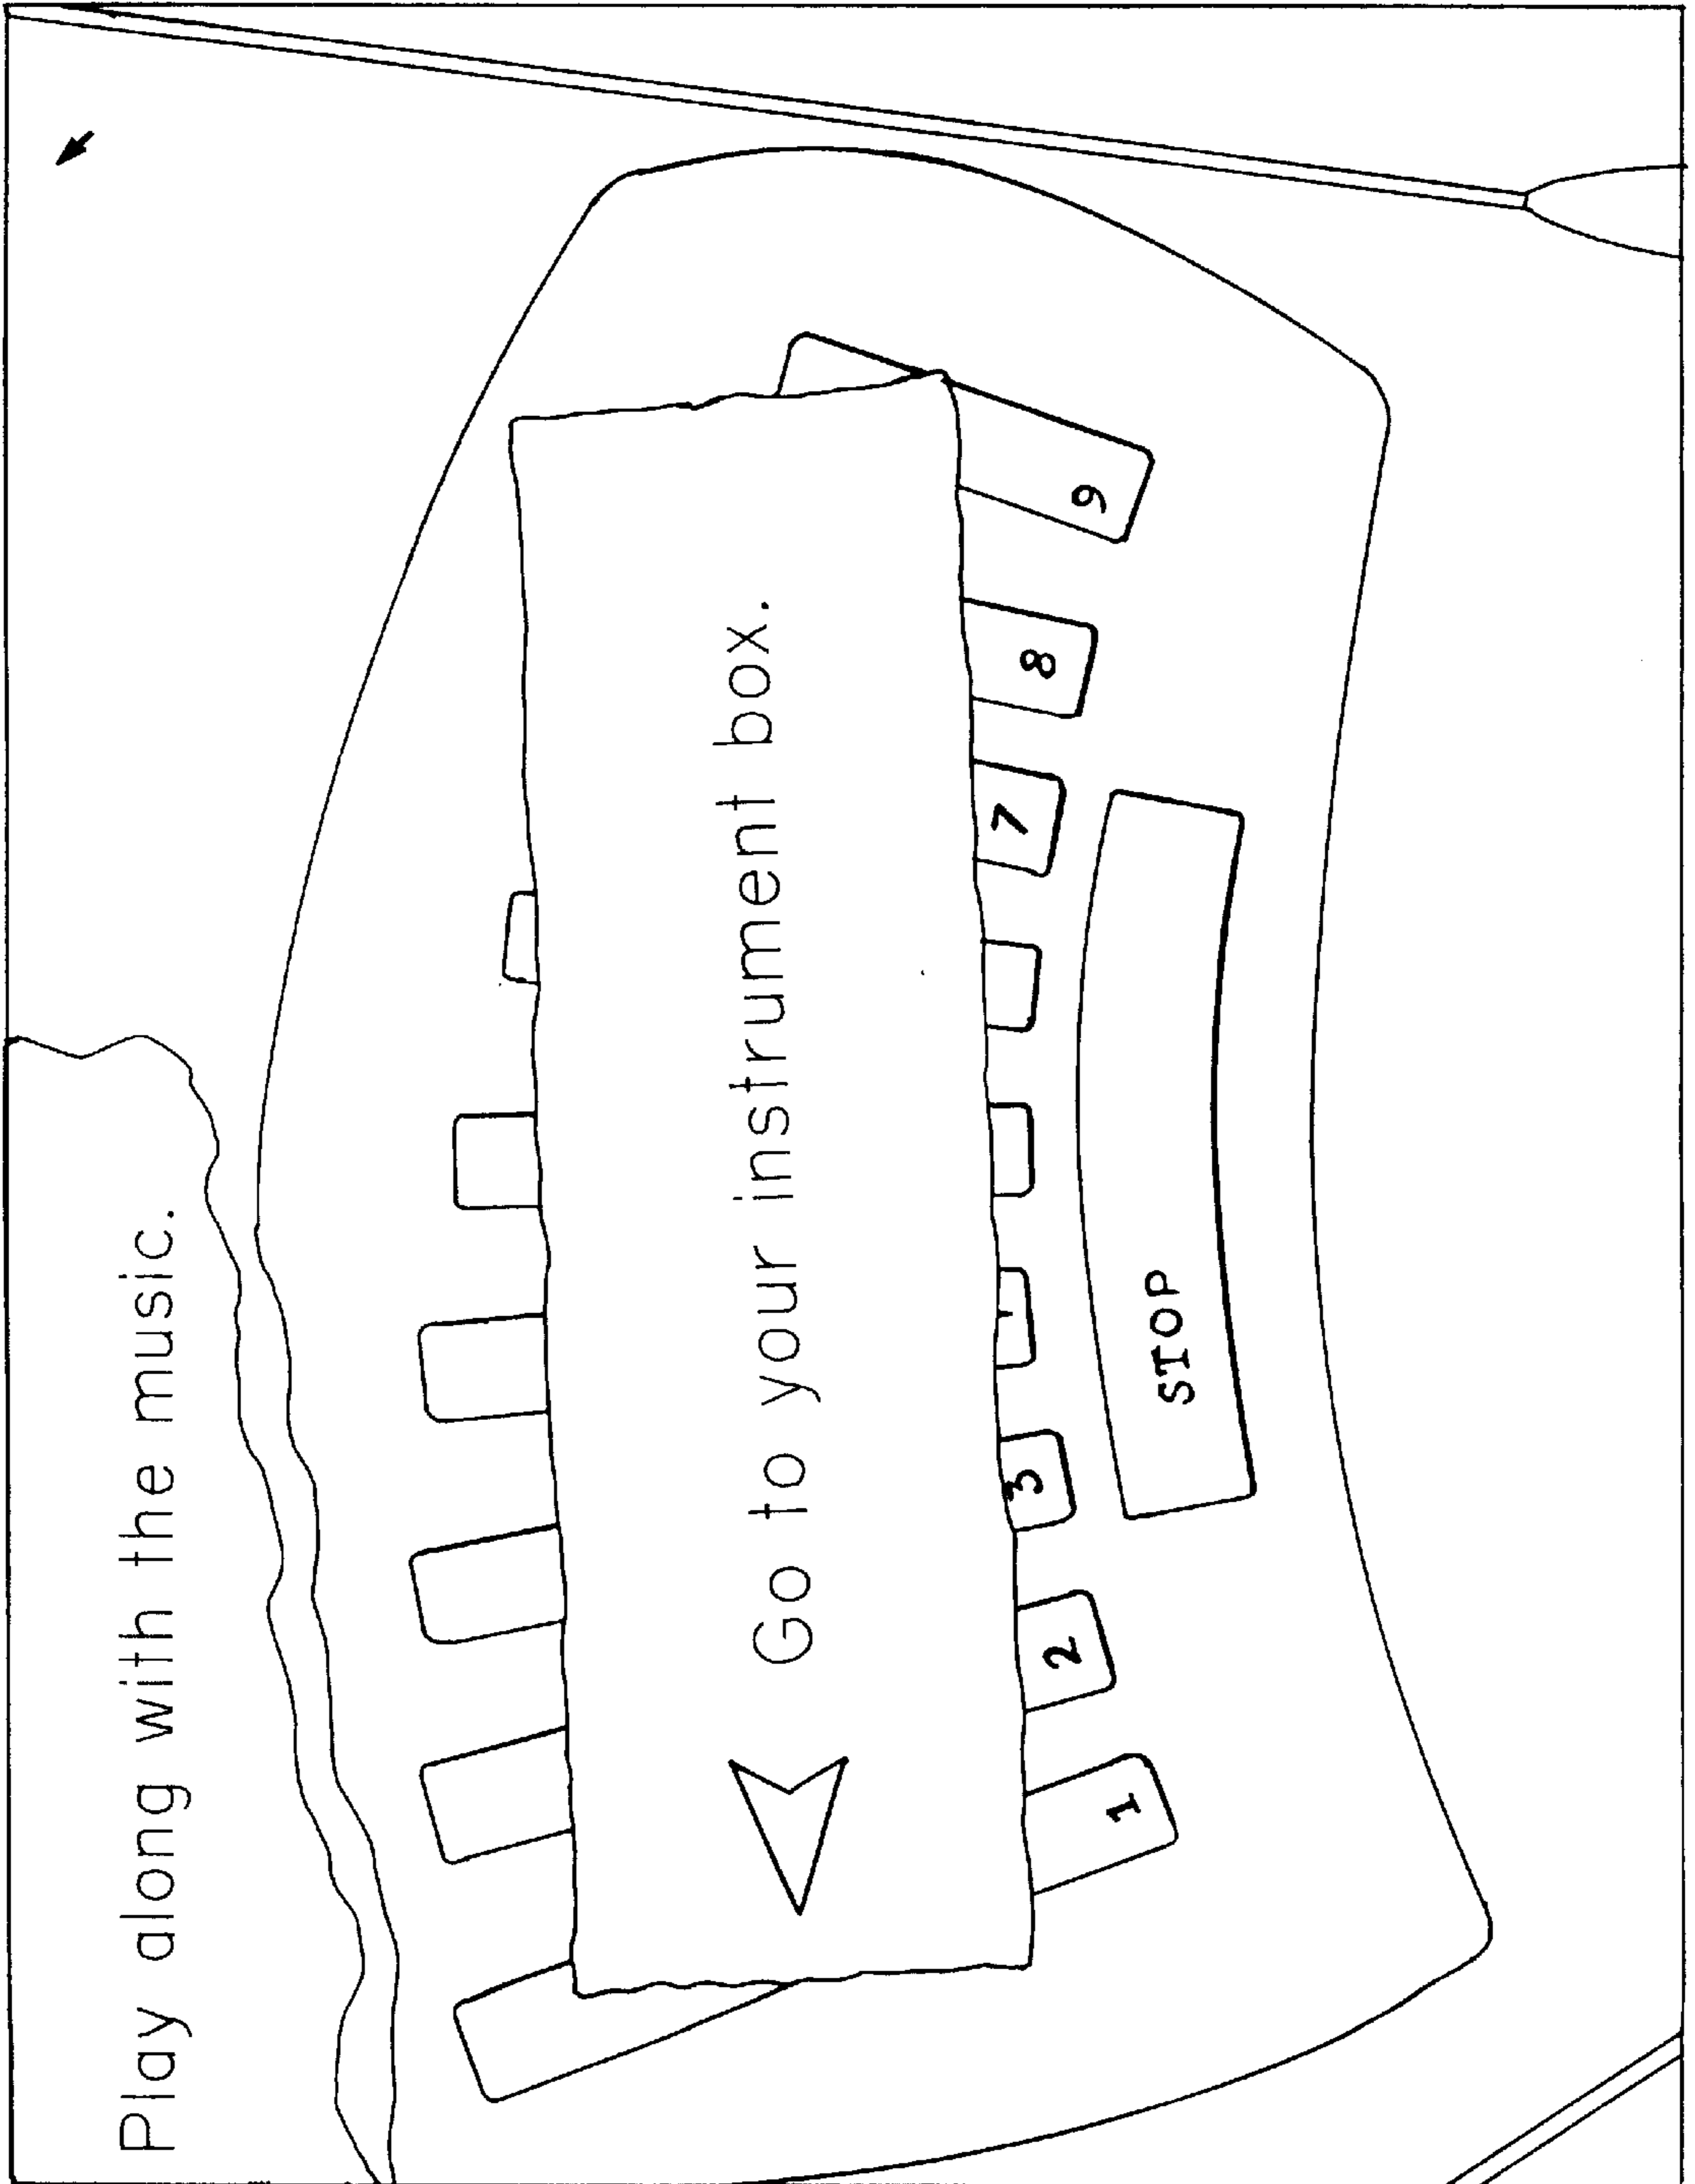 Play along with the music.
Go to your instrument box.
1 2 3 7 8 9
STOP